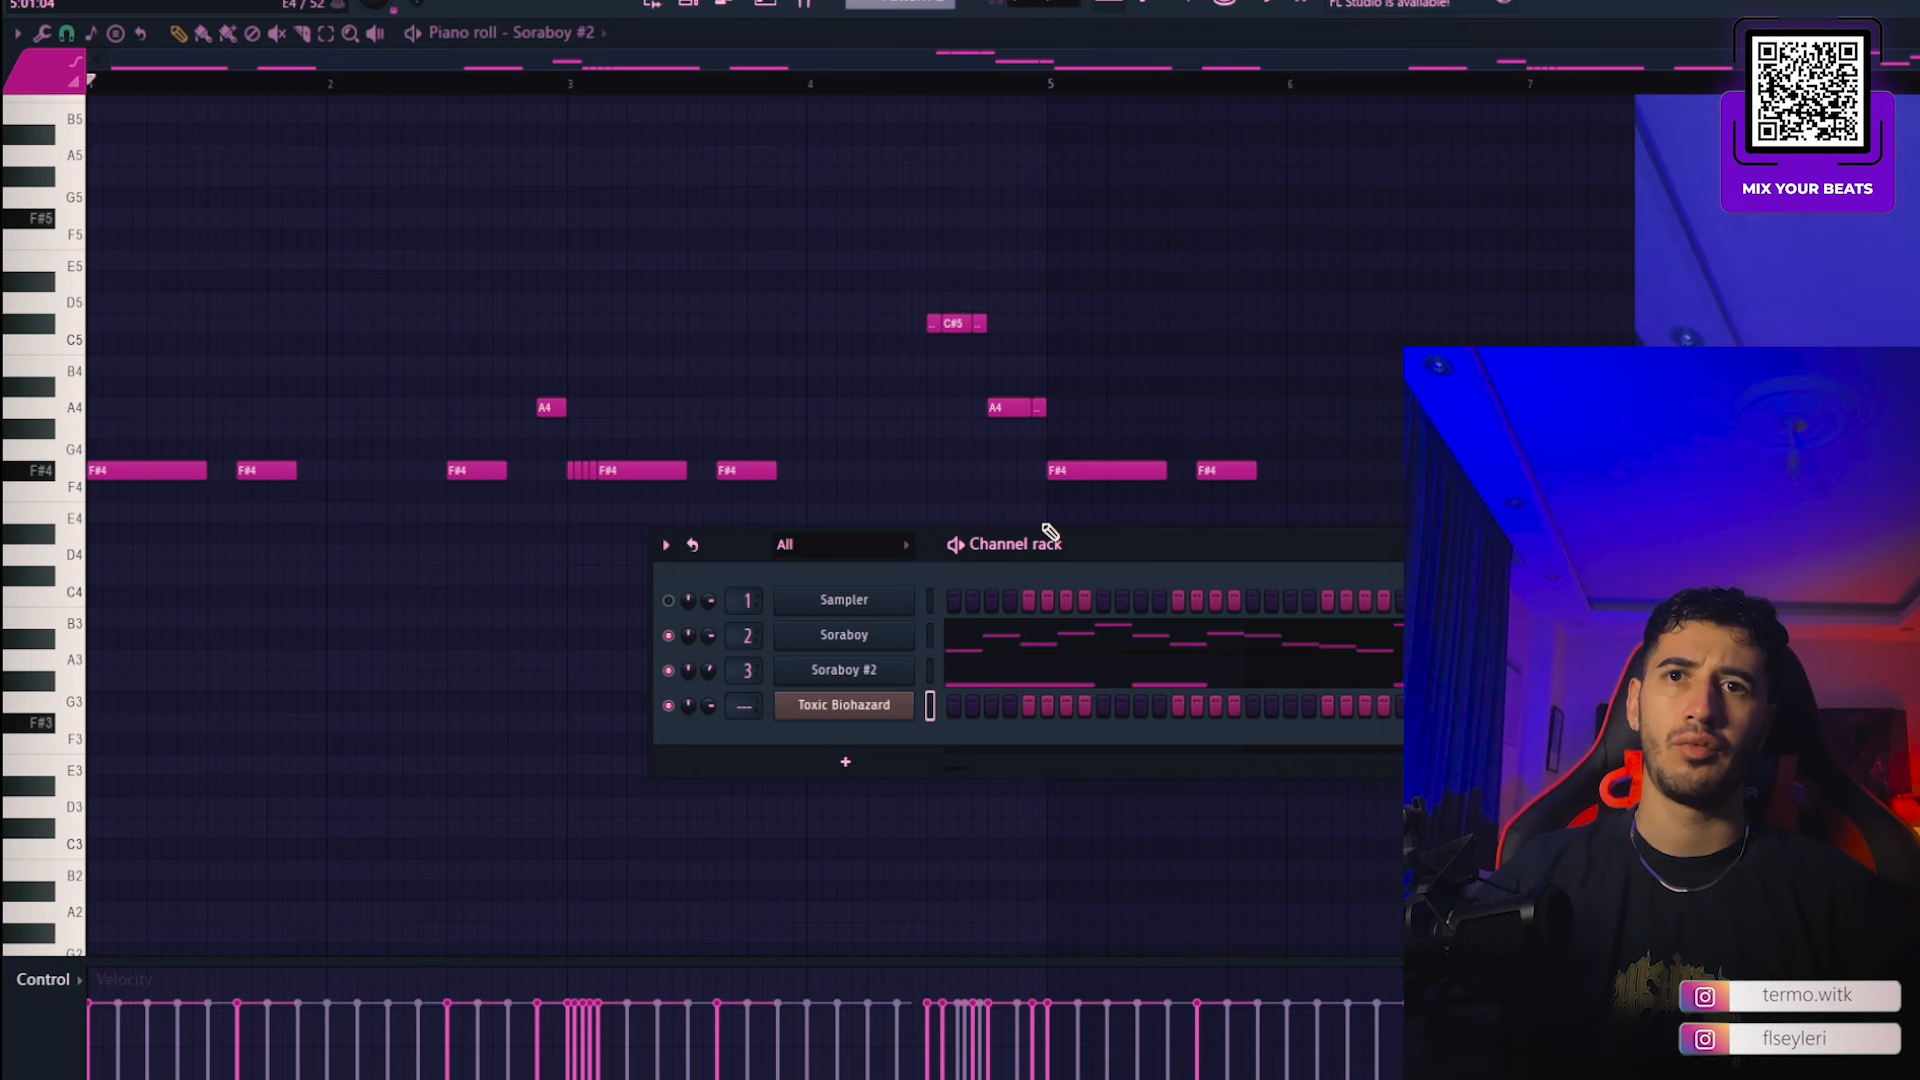 5:01:04
E4 / 52
FL Studio is available!
Piano roll - Soraboy #2
2
3
4
5
6
7
MIX YOUR BEATS
B5
A5
G5
F#5
F5
E5
D5
C5
B4
A4
G4
F#4
F4
E4
D4
C4
B3
A3
G3
F#3
F3
E3
D3
C3
B2
A2
G2
.. C#5 ..
A4
A4 ..
F#4
F#4
F#4
F#4
F#4
F#4
F#4
All
Channel rack
1 Sampler
2 Soraboy
3 Soraboy #2
--- Toxic Biohazard
+
Control
Velocity
termo.witk
flseyleri